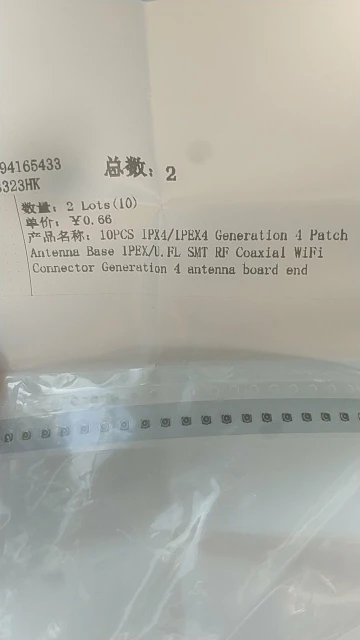 94165433
323HK
总数: 2
数量: 2 Lots(10)
单价: ¥0.66
产品名称: 10PCS IPX4/IPEX4 Generation 4 Patch
Antenna Base IPEX/U.FL SMT RF Coaxial WiFi
Connector Generation 4 antenna board end